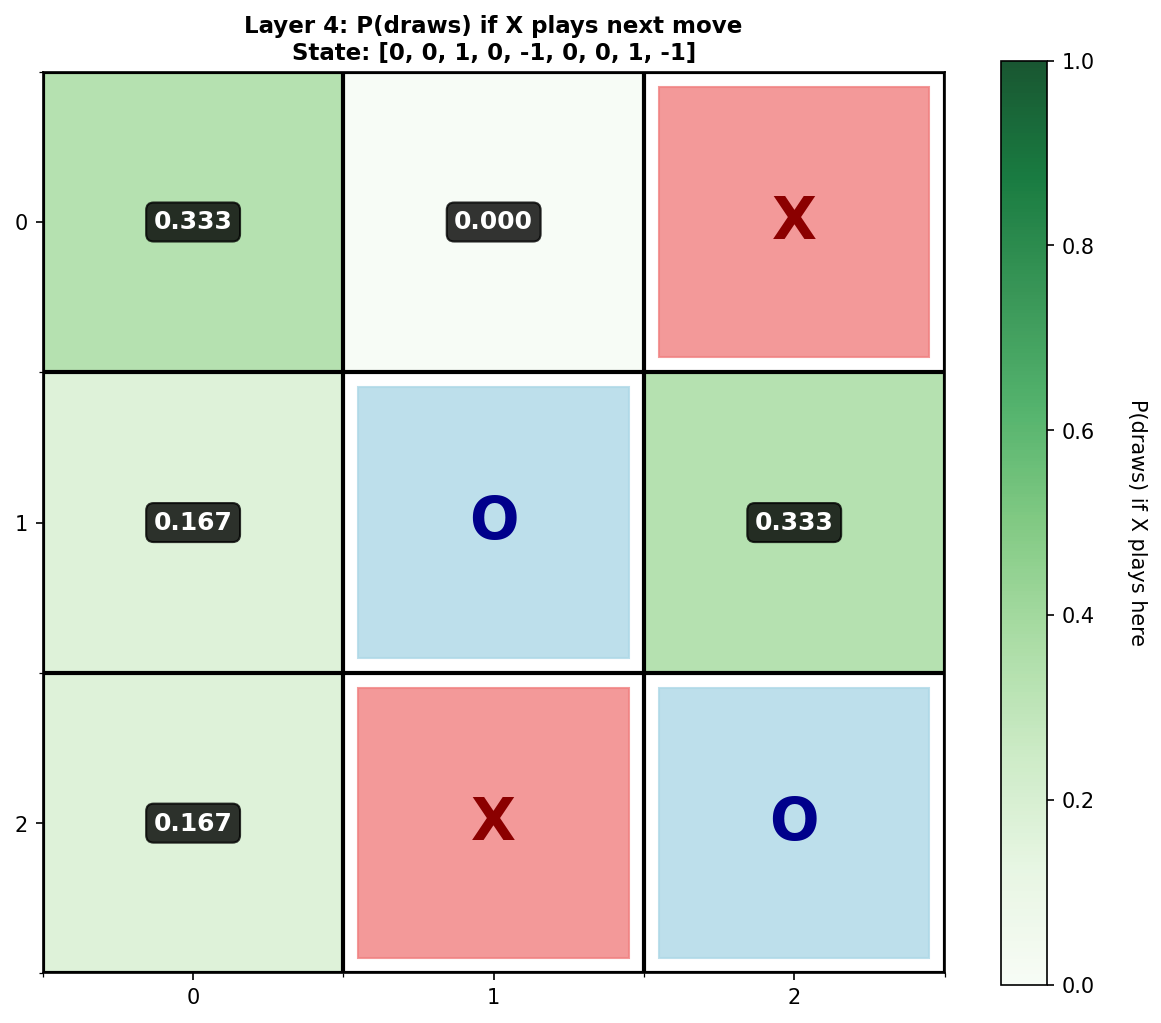 Layer 4: P(draws) if X plays next move
State: [0, 0, 1, 0, -1, 0, 0, 1, -1]
0
0.333
0.000
X
1
0.167
O
0.333
2
0.167
X
O
0
1
2
1.0
0.8
0.6
0.4
0.2
0.0
P(draws) if X plays here